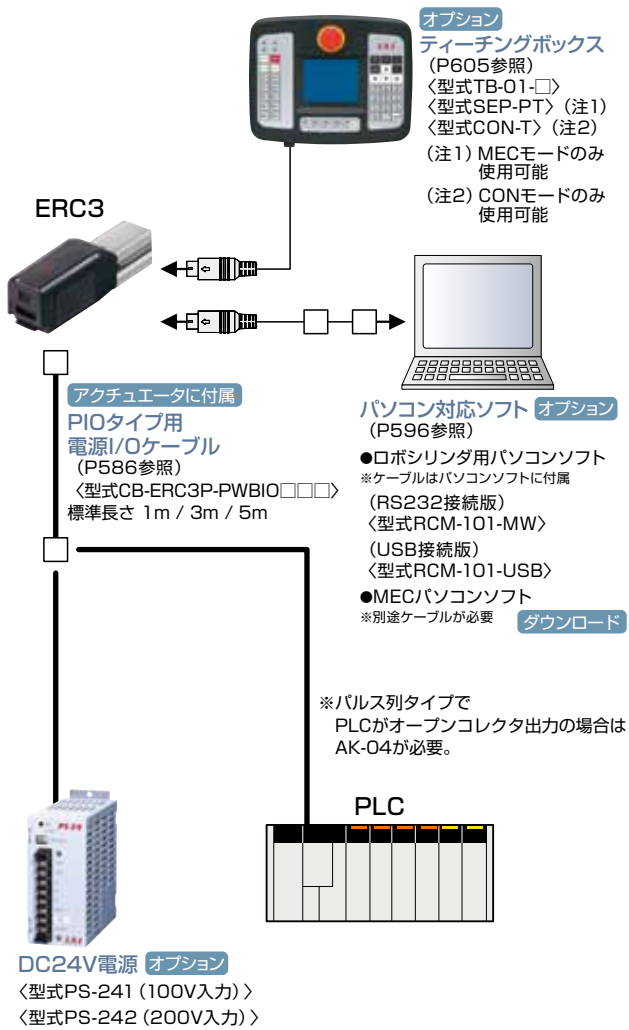 オプション
ティーチングボックス
(P605参照)
〈型式TB-01-□〉
〈型式SEP-PT〉(注1)
〈型式CON-T〉(注2)
(注1) MECモードのみ
使用可能
(注2) CONモードのみ
使用可能
ERC3
アクチュエータに付属
PIOタイプ用
電源I/Oケーブル
(P586参照)
〈型式CB-ERC3P-PWBIO□□□〉
標準長さ 1m / 3m / 5m
パソコン対応ソフト オプション
(P596参照)
●ロボシリンダ用パソコンソフト
※ケーブルはパソコンソフトに付属
(RS232接続版)
〈型式RCM-101-MW〉
(USB接続版)
〈型式RCM-101-USB〉
●MECパソコンソフト
※別途ケーブルが必要 ダウンロード
※パルス列タイプで
PLCがオープンコレクタ出力の場合は
AK-04が必要。
PLC
PS-24
DC24V電源 オプション
〈型式PS-241 (100V入力) 〉
〈型式PS-242 (200V入力) 〉